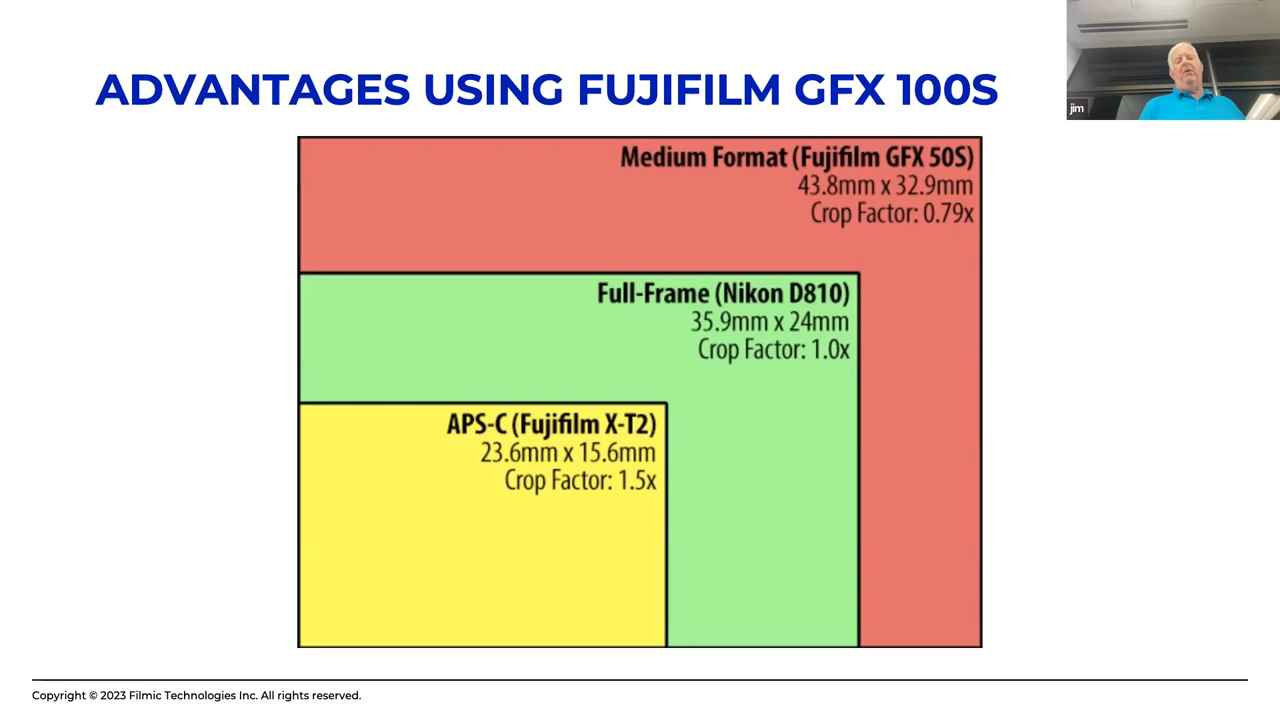 ADVANTAGES USING FUJIFILM GFX 100S
jim
Medium Format (Fujifilm GFX 50S)
43.8mm x 32.9mm
Crop Factor: 0.79x
Full-Frame (Nikon D810)
35.9mm x 24mm
Crop Factor: 1.0x
APS-C (Fujifilm X-T2)
23.6mm x 15.6mm
Crop Factor: 1.5x
Copyright © 2023 Filmic Technologies Inc. All rights reserved.